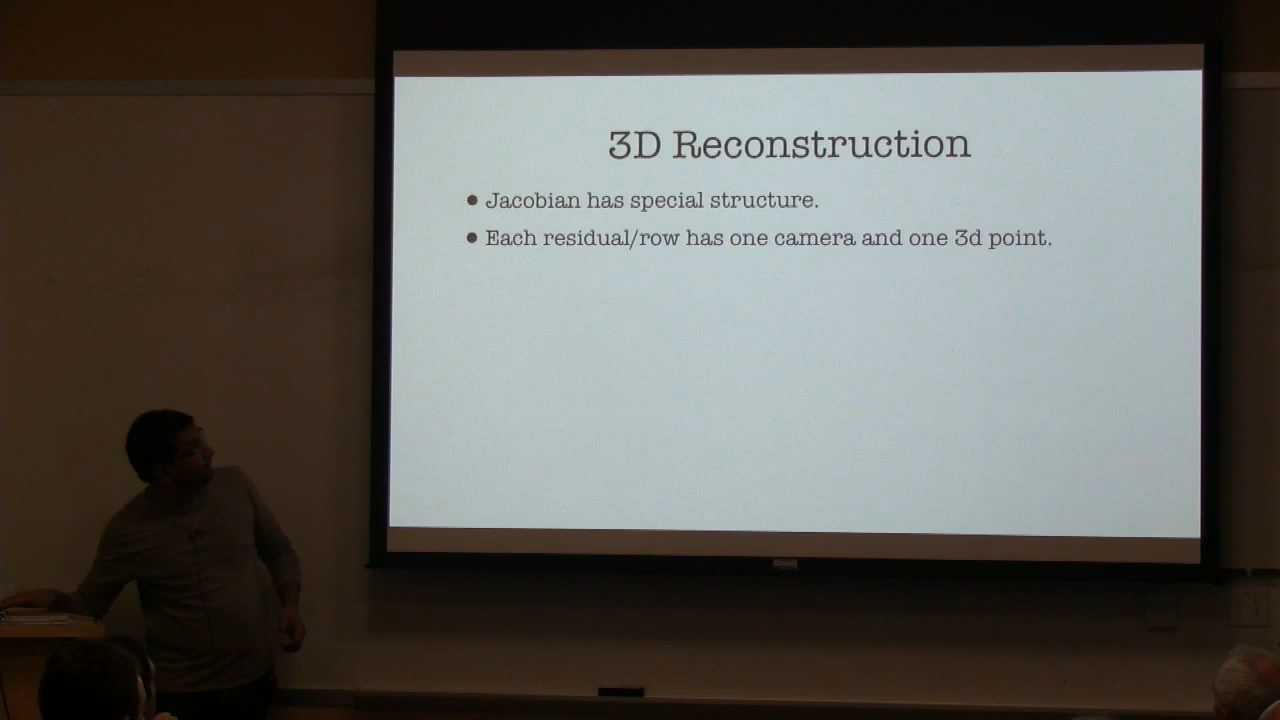 3D Reconstruction
• Jacobian has special structure.
• Each residual/row has one camera and one 3d point.